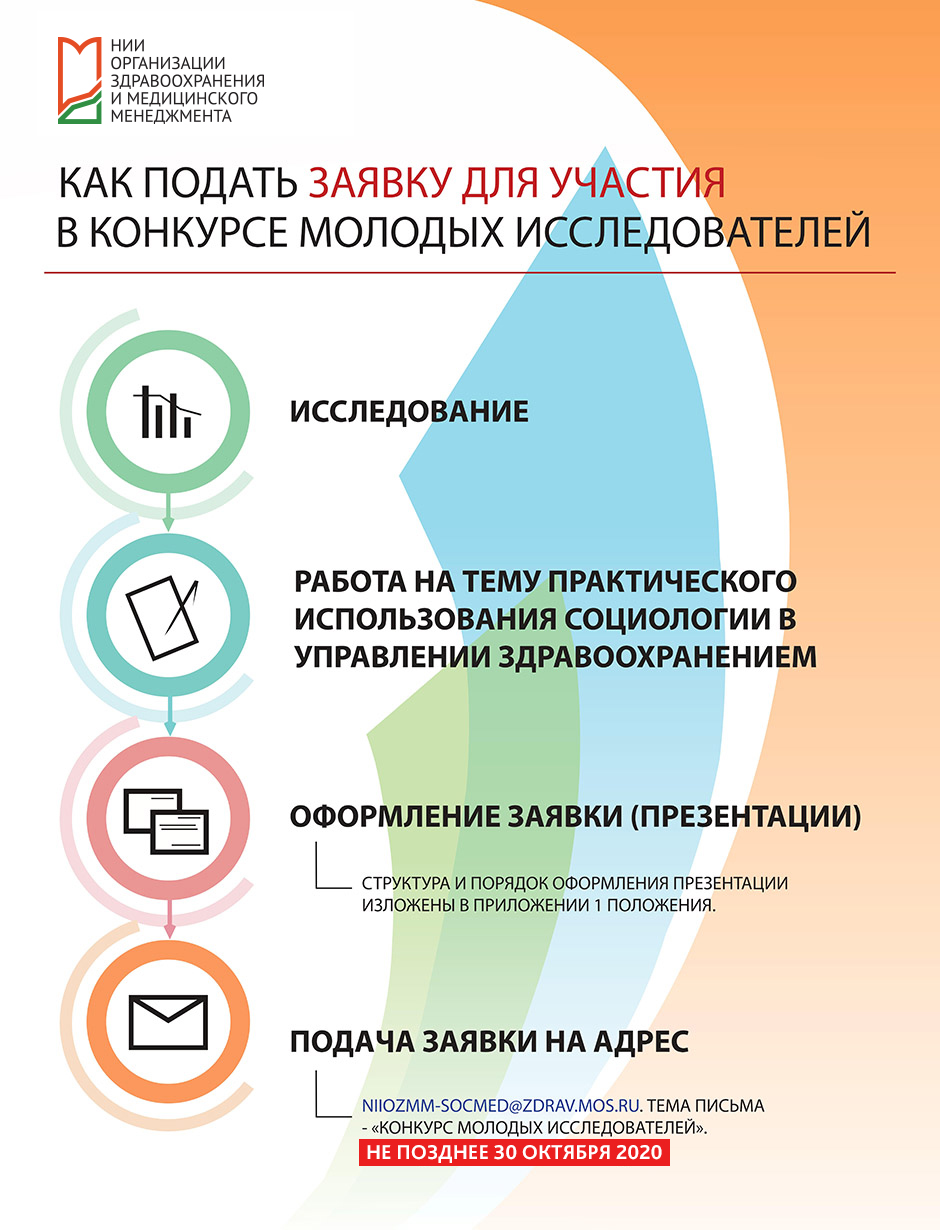 НИИ
ОРГАНИЗАЦИИ
ЗДРАВООХРАНЕНИЯ
И МЕДИЦИНСКОГО
МЕНЕДЖМЕНТА
КАК ПОДАТЬ ЗАЯВКУ ДЛЯ УЧАСТИЯ
В КОНКУРСЕ МОЛОДЫХ ИССЛЕДОВАТЕЛЕЙ
ИССЛЕДОВАНИЕ
РАБОТА НА ТЕМУ ПРАКТИЧЕСКОГО
ИСПОЛЬЗОВАНИЯ СОЦИОЛОГИИ В
УПРАВЛЕНИИ ЗДРАВООХРАНЕНИЕМ
ОФОРМЛЕНИЕ ЗАЯВКИ (ПРЕЗЕНТАЦИИ)
СТРУКТУРА И ПОРЯДОК ОФОРМЛЕНИЯ ПРЕЗЕНТАЦИИ
ИЗЛОЖЕНЫ В ПРИЛОЖЕНИИ 1 ПОЛОЖЕНИЯ.
ПОДАЧА ЗАЯВКИ НА АДРЕС
NIIOZMM-SOCMED@ZDRAV.MOS.RU. ТЕМА ПИСЬМА
- «КОНКУРС МОЛОДЫХ ИССЛЕДОВАТЕЛЕЙ».
НЕ ПОЗДНЕЕ 30 ОКТЯБРЯ 2020